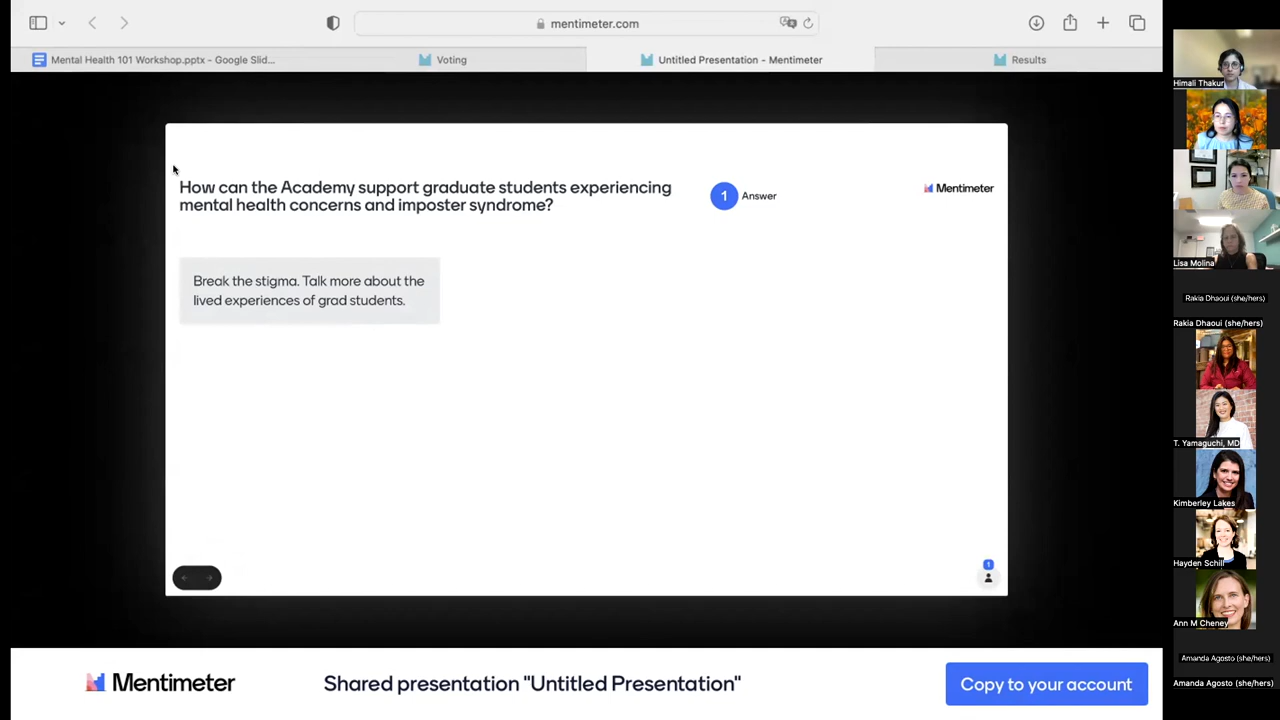 mentimeter.com
Mental Health 101 Workshop.pptx - Google Slid...
Voting
Untitled Presentation - Mentimeter
Results
How can the Academy support graduate students experiencing
mental health concerns and imposter syndrome?
1 Answer
Mentimeter
Break the stigma. Talk more about the
lived experiences of grad students.
1
Mentimeter
Shared presentation "Untitled Presentation"
Copy to your account
Himali Thakur
Lisa Molina
Rakia Dhaoui (she/hers)
Rakia Dhaoui (she/hers)
T. Yamaguchi, MD
Kimberley Lakes
Hayden Schill
Ann M Cheney
Amanda Agosto (she/hers)
Amanda Agosto (she/hers)